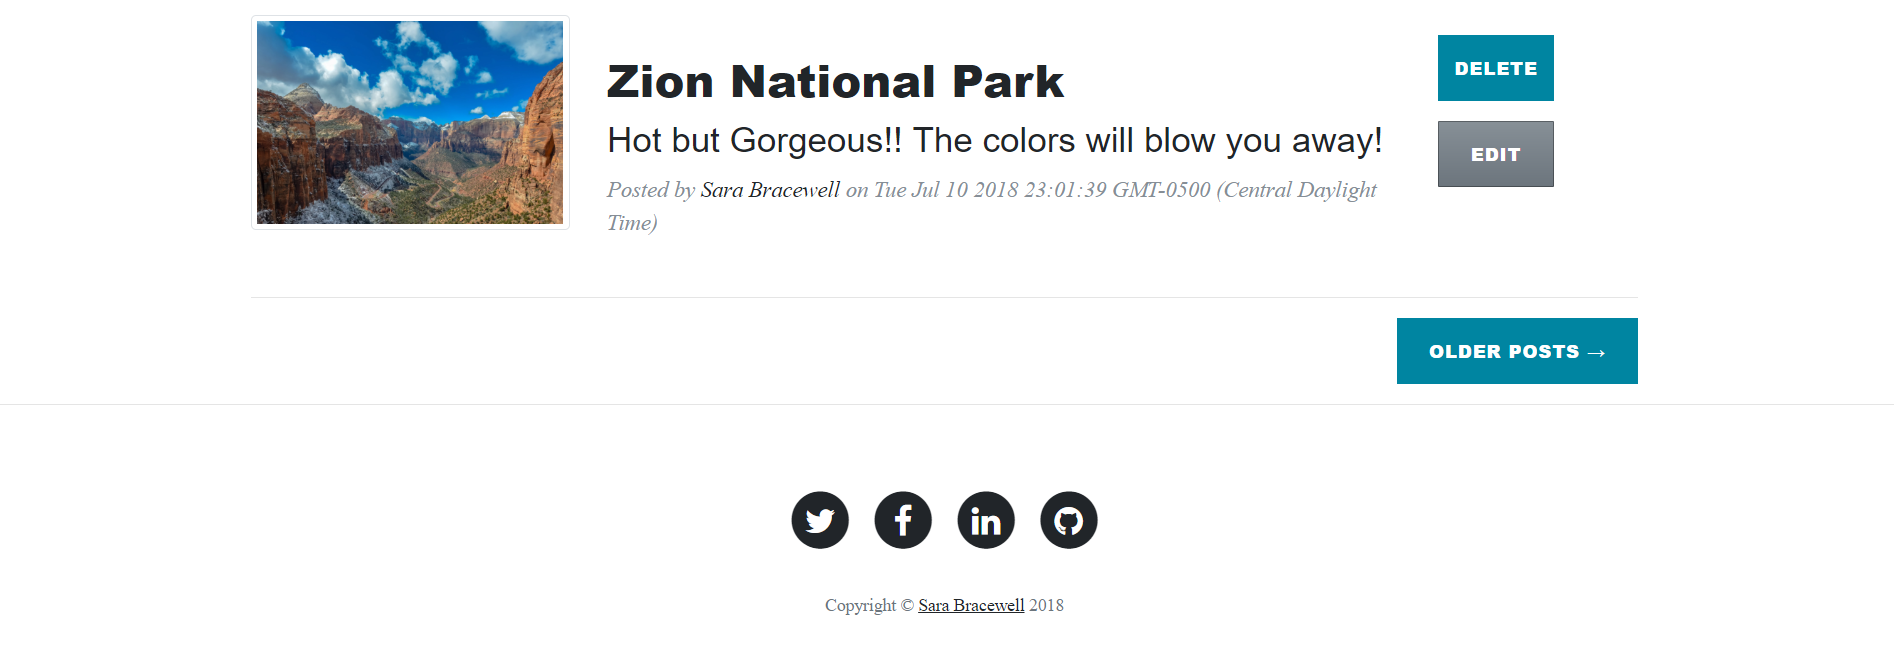 Zion National Park
Hot but Gorgeous!! The colors will blow you away!
Posted by Sara Bracewell on Tue Jul 10 2018 23:01:39 GMT-0500 (Central Daylight
Time)
DELETE
EDIT
OLDER POSTS →
Copyright © Sara Bracewell 2018